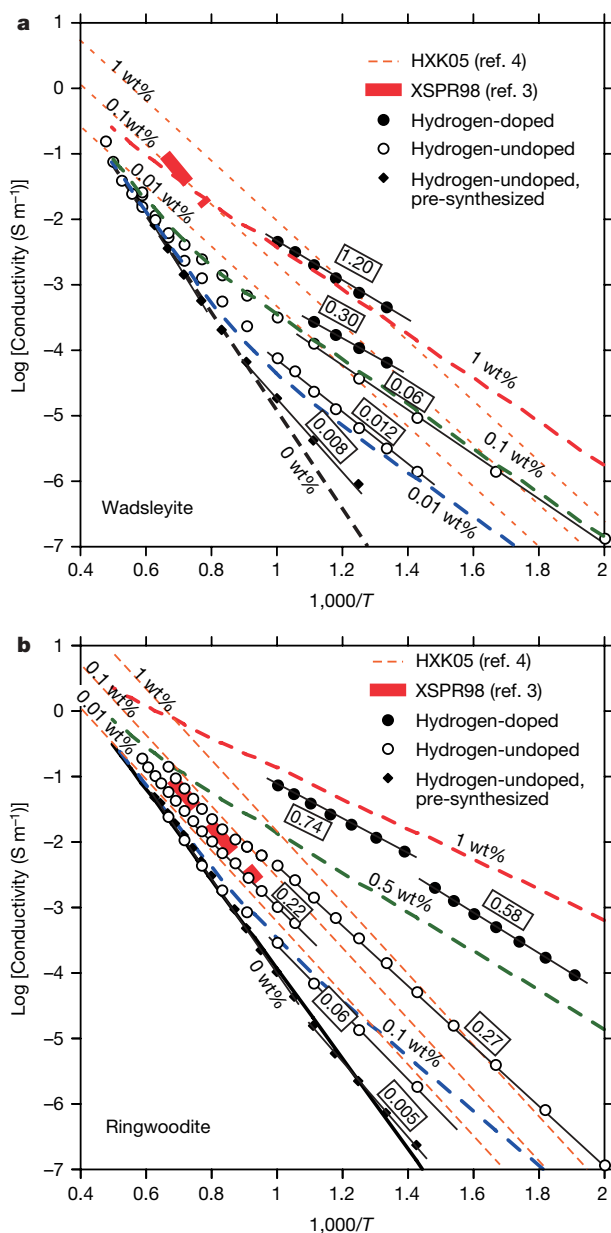 a
1
0
−1
−2
−3
−4
−5
−6
−7
Log [Conductivity (S m⁻¹)]
1 wt%
0.1wt%
0.01 wt%
HXK05 (ref. 4)
XSPR98 (ref. 3)
Hydrogen-doped
Hydrogen-undoped
Hydrogen-undoped,
pre-synthesized
1.20
0.30
0.06
0.012
0.008
1 wt%
0.1 wt%
0.01 wt%
0 wt%
Wadsleyite
0.4 0.6 0.8 1 1.2 1.4 1.6 1.8 2
1,000/T
b
1
0
−1
−2
−3
−4
−5
−6
−7
Log [Conductivity (S m⁻¹)]
1 wt%
0.1 wt%
0.01 wt%
HXK05 (ref. 4)
XSPR98 (ref. 3)
Hydrogen-doped
Hydrogen-undoped
Hydrogen-undoped,
pre-synthesized
0.74
1 wt%
0.58
0.5 wt%
0.22
0 wt%
0.06
0.1 wt%
0.27
0.005
Ringwoodite
0.4 0.6 0.8 1 1.2 1.4 1.6 1.8 2
1,000/T